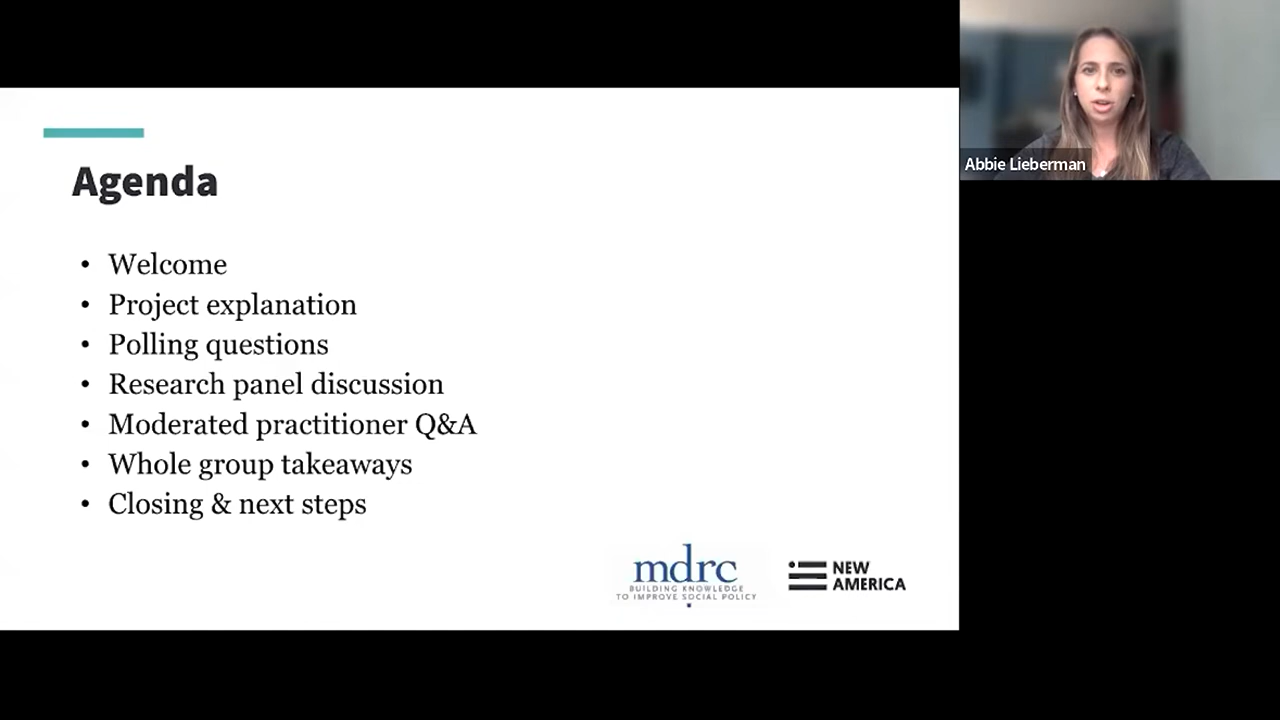 Agenda
• Welcome
• Project explanation
• Polling questions
• Research panel discussion
• Moderated practitioner Q&A
• Whole group takeaways
• Closing & next steps
mdrc
BUILDING KNOWLEDGE
TO IMPROVE SOCIAL POLICY
NEW
AMERICA
Abbie Lieberman